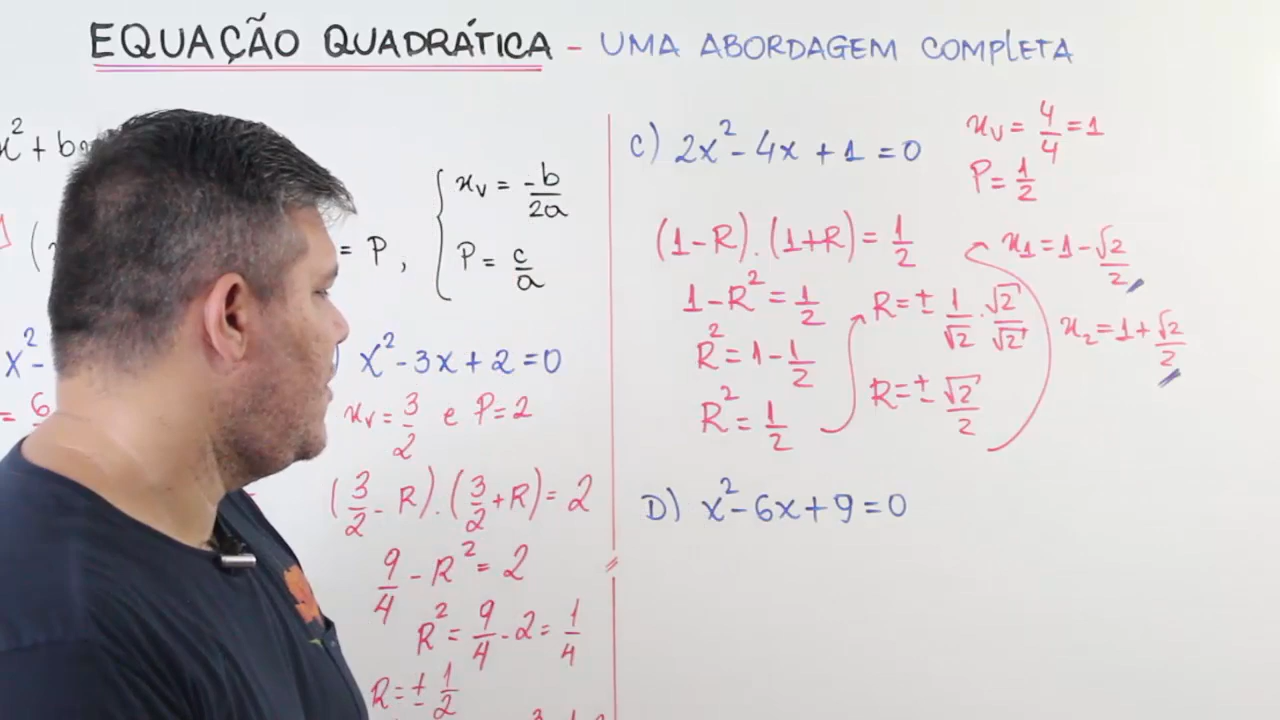 EQUAÇÃO QUADRÁTICA - UMA ABORDAGEM COMPLETA
x² + b
= P , { xᵥ = -b/2a
P = c/a
x² -
= 6
) x² - 3x + 2 = 0
xᵥ = 3/2 e P = 2
(3/2 - R) . (3/2 + R) = 2
9/4 - R² = 2
R² = 9/4 - 2 = 1/4
R = ± 1/2
C) 2x² - 4x + 1 = 0
xᵥ = 4/4 = 1
P = 1/2
(1 - R) . (1 + R) = 1/2
1 - R² = 1/2
R² = 1 - 1/2
R² = 1/2
R = ± 1/√2 . √2/√2
R = ± √2/2
x₁ = 1 - √2/2
x₂ = 1 + √2/2
D) x² - 6x + 9 = 0